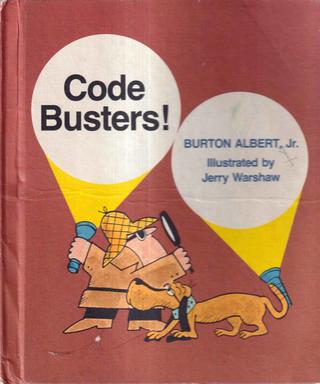 Code
Busters!
BURTON ALBERT, Jr.
Illustrated by
Jerry Warshaw